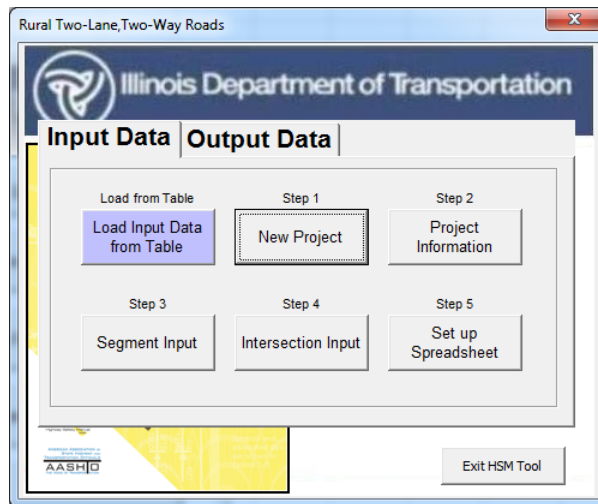 Rural Two-Lane,Two-Way Roads
Illinois Department of Transportation
Input Data
Output Data
Load from Table
Step 1
Step 2
Load Input Data
from Table
New Project
Project
Information
Step 3
Step 4
Step 5
Segment Input
Intersection Input
Set up
Spreadsheet
AASHO
Exit HSM Tool